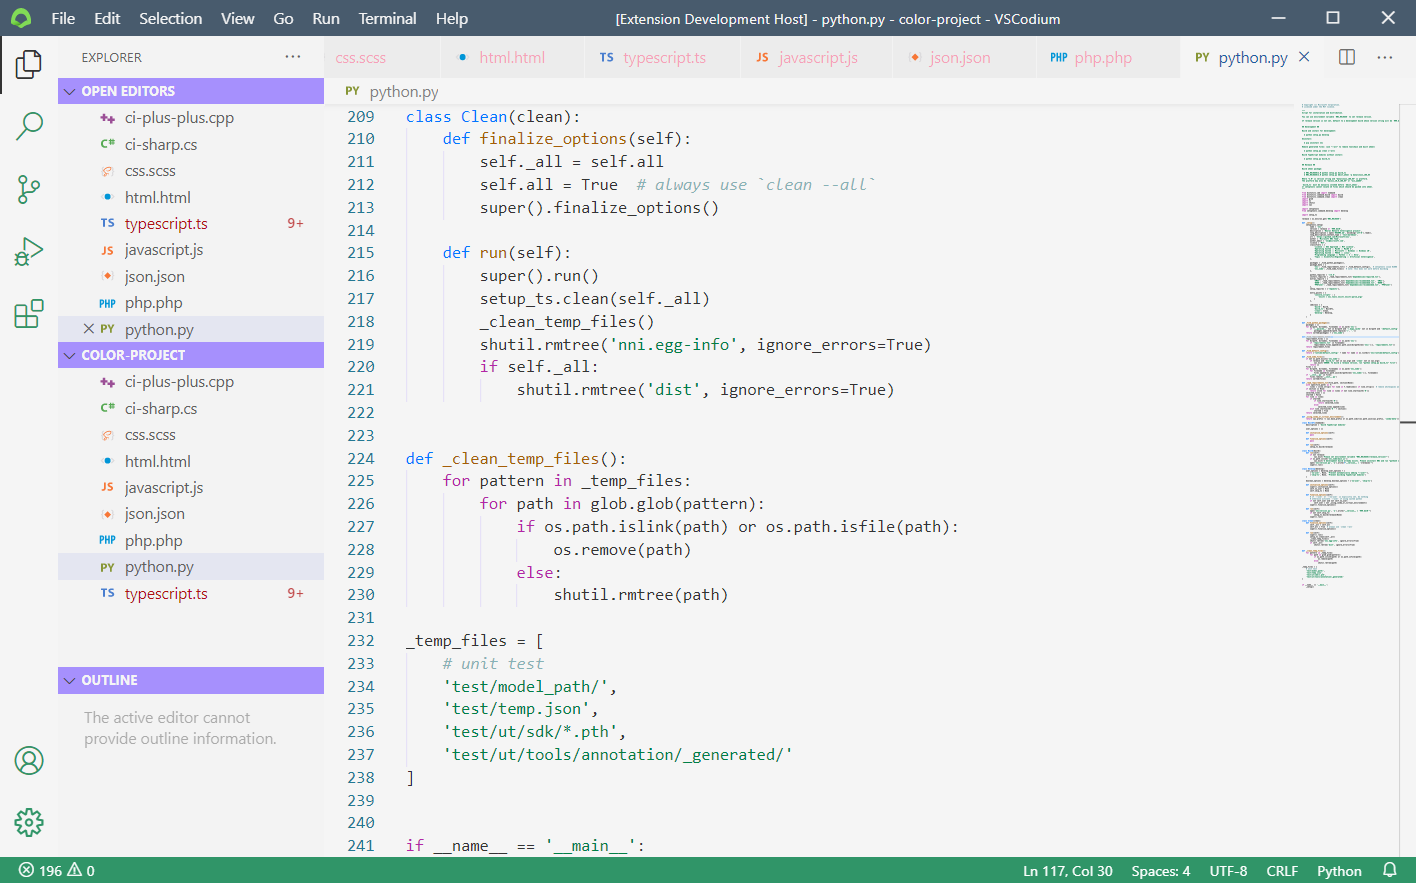 File Edit Selection View Go Run Terminal Help [Extension Development Host] - python.py - color-project - VSCodium
EXPLORER
OPEN EDITORS
ci-plus-plus.cpp
C# ci-sharp.cs
css.scss
html.html
TS typescript.ts 9+
JS javascript.js
json.json
PHP php.php
PY python.py
COLOR-PROJECT
ci-plus-plus.cpp
C# ci-sharp.cs
css.scss
html.html
JS javascript.js
json.json
PHP php.php
PY python.py
TS typescript.ts 9+
OUTLINE
The active editor cannot
provide outline information.
css.scss html.html TS typescript.ts JS javascript.js json.json PHP php.php PY python.py
PY python.py
209 class Clean(clean):
210 def finalize_options(self):
211 self._all = self.all
212 self.all = True # always use `clean --all`
213 super().finalize_options()
214
215 def run(self):
216 super().run()
217 setup_ts.clean(self._all)
218 _clean_temp_files()
219 shutil.rmtree('nni.egg-info', ignore_errors=True)
220 if self._all:
221 shutil.rmtree('dist', ignore_errors=True)
222
223
224 def _clean_temp_files():
225 for pattern in _temp_files:
226 for path in glob.glob(pattern):
227 if os.path.islink(path) or os.path.isfile(path):
228 os.remove(path)
229 else:
230 shutil.rmtree(path)
231
232 _temp_files = [
233 # unit test
234 'test/model_path/',
235 'test/temp.json',
236 'test/ut/sdk/*.pth',
237 'test/ut/tools/annotation/_generated/'
238 ]
239
240
241 if __name__ == '__main__':
196 0 Ln 117, Col 30 Spaces: 4 UTF-8 CRLF Python